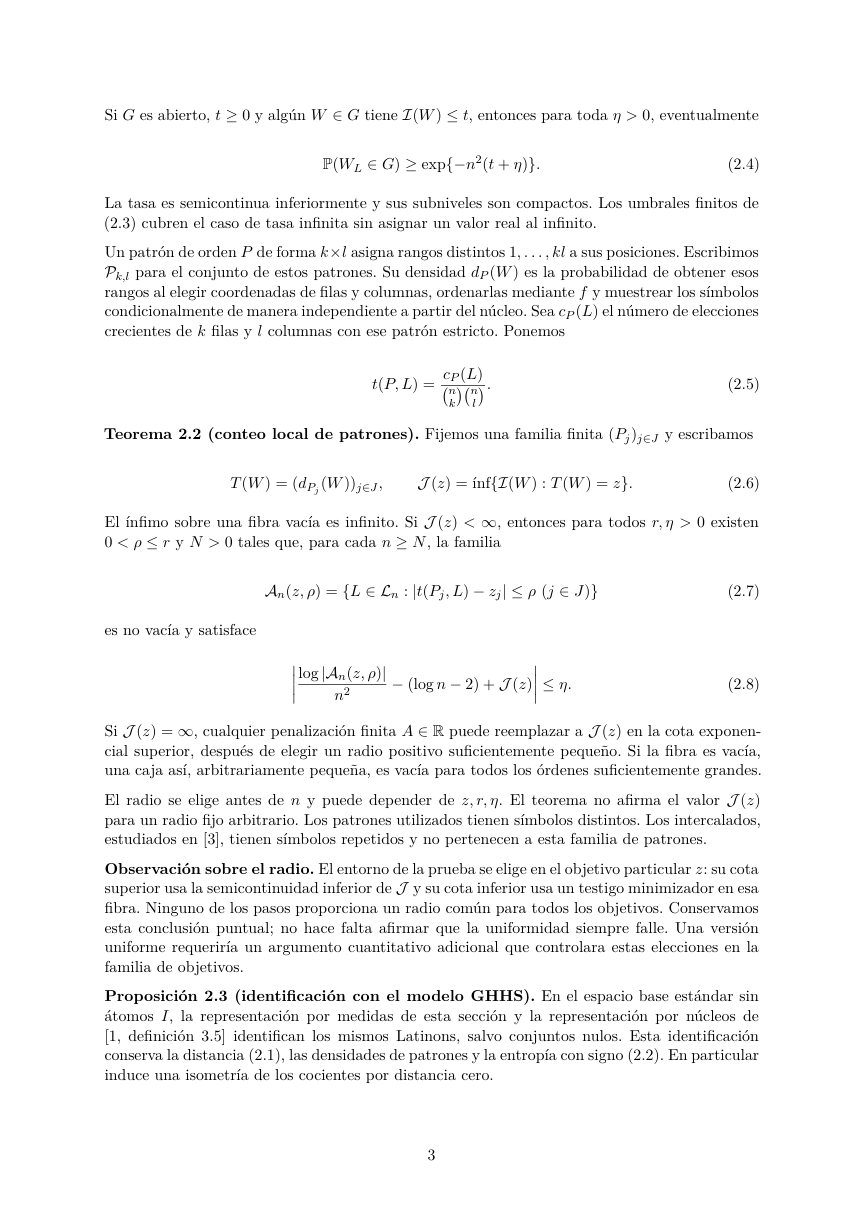 Si G es abierto, t ≥ 0 y algún W ∈ G tiene ℐ(W) ≤ t, entonces para toda η > 0, eventualmente
ℙ(W_L ∈ G) ≥ exp{−n²(t + η)}. (2.4)
La tasa es semicontinua inferiormente y sus subniveles son compactos. Los umbrales finitos de
(2.3) cubren el caso de tasa infinita sin asignar un valor real al infinito.
Un patrón de orden P de forma k×l asigna rangos distintos 1, . . . , kl a sus posiciones. Escribimos
𝒫_{k,l} para el conjunto de estos patrones. Su densidad d_P(W) es la probabilidad de obtener esos
rangos al elegir coordenadas de filas y columnas, ordenarlas mediante f y muestrear los símbolos
condicionalmente de manera independiente a partir del núcleo. Sea c_P(L) el número de elecciones
crecientes de k filas y l columnas con ese patrón estricto. Ponemos
t(P, L) = c_P(L) / (\binom{n}{k}\binom{n}{l}). (2.5)
Teorema 2.2 (conteo local de patrones). Fijemos una familia finita (P_j)_{j∈J} y escribamos
T(W) = (d_{P_j}(W))_{j∈J}, 𝒥(z) = ínf{ℐ(W) : T(W) = z}. (2.6)
El ínfimo sobre una fibra vacía es infinito. Si 𝒥(z) < ∞, entonces para todos r, η > 0 existen
0 < ρ ≤ r y N > 0 tales que, para cada n ≥ N, la familia
𝒜_n(z, ρ) = {L ∈ ℒ_n : |t(P_j, L) − z_j| ≤ ρ (j ∈ J)} (2.7)
es no vacía y satisface
|log |𝒜_n(z, ρ)| / n² − (log n − 2) + 𝒥(z)| ≤ η. (2.8)
Si 𝒥(z) = ∞, cualquier penalización finita A ∈ ℝ puede reemplazar a 𝒥(z) en la cota exponen-
cial superior, después de elegir un radio positivo suficientemente pequeño. Si la fibra es vacía,
una caja así, arbitrariamente pequeña, es vacía para todos los órdenes suficientemente grandes.
El radio se elige antes de n y puede depender de z, r, η. El teorema no afirma el valor 𝒥(z)
para un radio fijo arbitrario. Los patrones utilizados tienen símbolos distintos. Los intercalados,
estudiados en [3], tienen símbolos repetidos y no pertenecen a esta familia de patrones.
Observación sobre el radio. El entorno de la prueba se elige en el objetivo particular z: su cota
superior usa la semicontinuidad inferior de 𝒥 y su cota inferior usa un testigo minimizador en esa
fibra. Ninguno de los pasos proporciona un radio común para todos los objetivos. Conservamos
esta conclusión puntual; no hace falta afirmar que la uniformidad siempre falle. Una versión
uniforme requeriría un argumento cuantitativo adicional que controlara estas elecciones en la
familia de objetivos.
Proposición 2.3 (identificación con el modelo GHHS). En el espacio base estándar sin
átomos I, la representación por medidas de esta sección y la representación por núcleos de
[1, definición 3.5] identifican los mismos Latinons, salvo conjuntos nulos. Esta identificación
conserva la distancia (2.1), las densidades de patrones y la entropía con signo (2.2). En particular
induce una isometría de los cocientes por distancia cero.
3